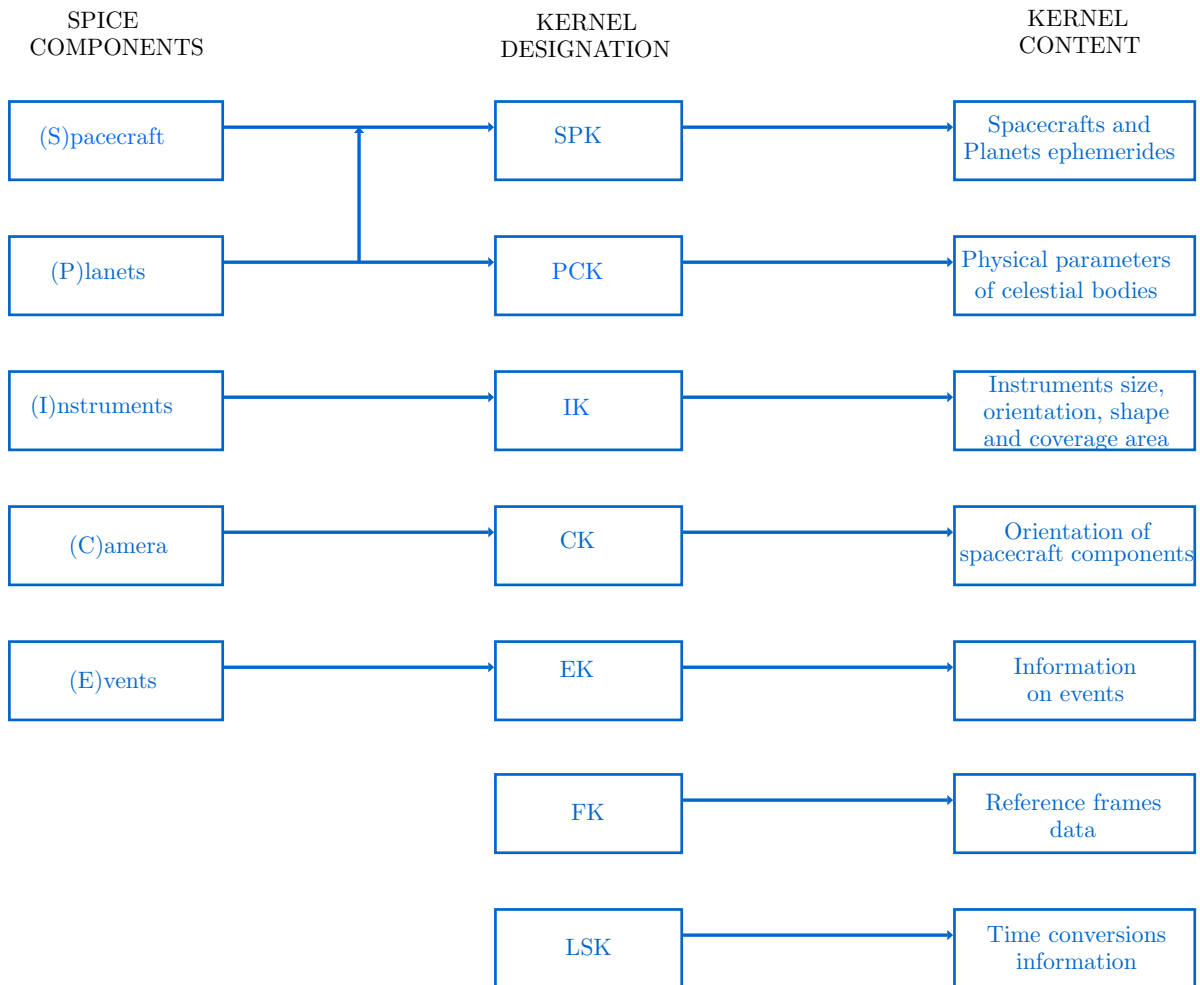 SPICE
COMPONENTS
KERNEL
DESIGNATION
KERNEL
CONTENT
(S)pacecraft
SPK
Spacecrafts and
Planets ephemerides
(P)lanets
PCK
Physical parameters
of celestial bodies
(I)nstruments
IK
Instruments size,
orientation, shape
and coverage area
(C)amera
CK
Orientation of
spacecraft components
(E)vents
EK
Information
on events
FK
Reference frames
data
LSK
Time conversions
information